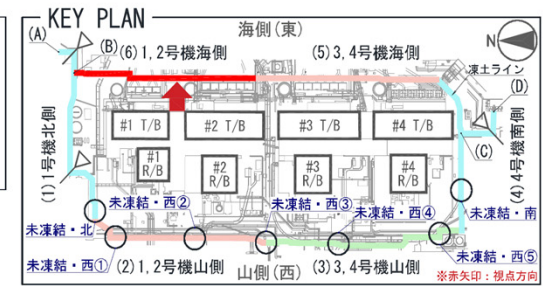 KEY PLAN
海側(東)
(A)
(B)
(6)1,2号機海側
(5)3,4号機海側
N
凍土ライン
(D)
#1 T/B
#2 T/B
#3 T/B
#4 T/B
(1)1号機北側
#1
R/B
#2
R/B
#3
R/B
#4
R/B
(C)
(4)4号機南側
未凍結・西②
未凍結・西③
未凍結・西④
未凍結・南
未凍結・北
未凍結・西①
(2)1,2号機山側
山側(西)
(3)3,4号機山側
未凍結・西⑤
※赤矢印:視点方向